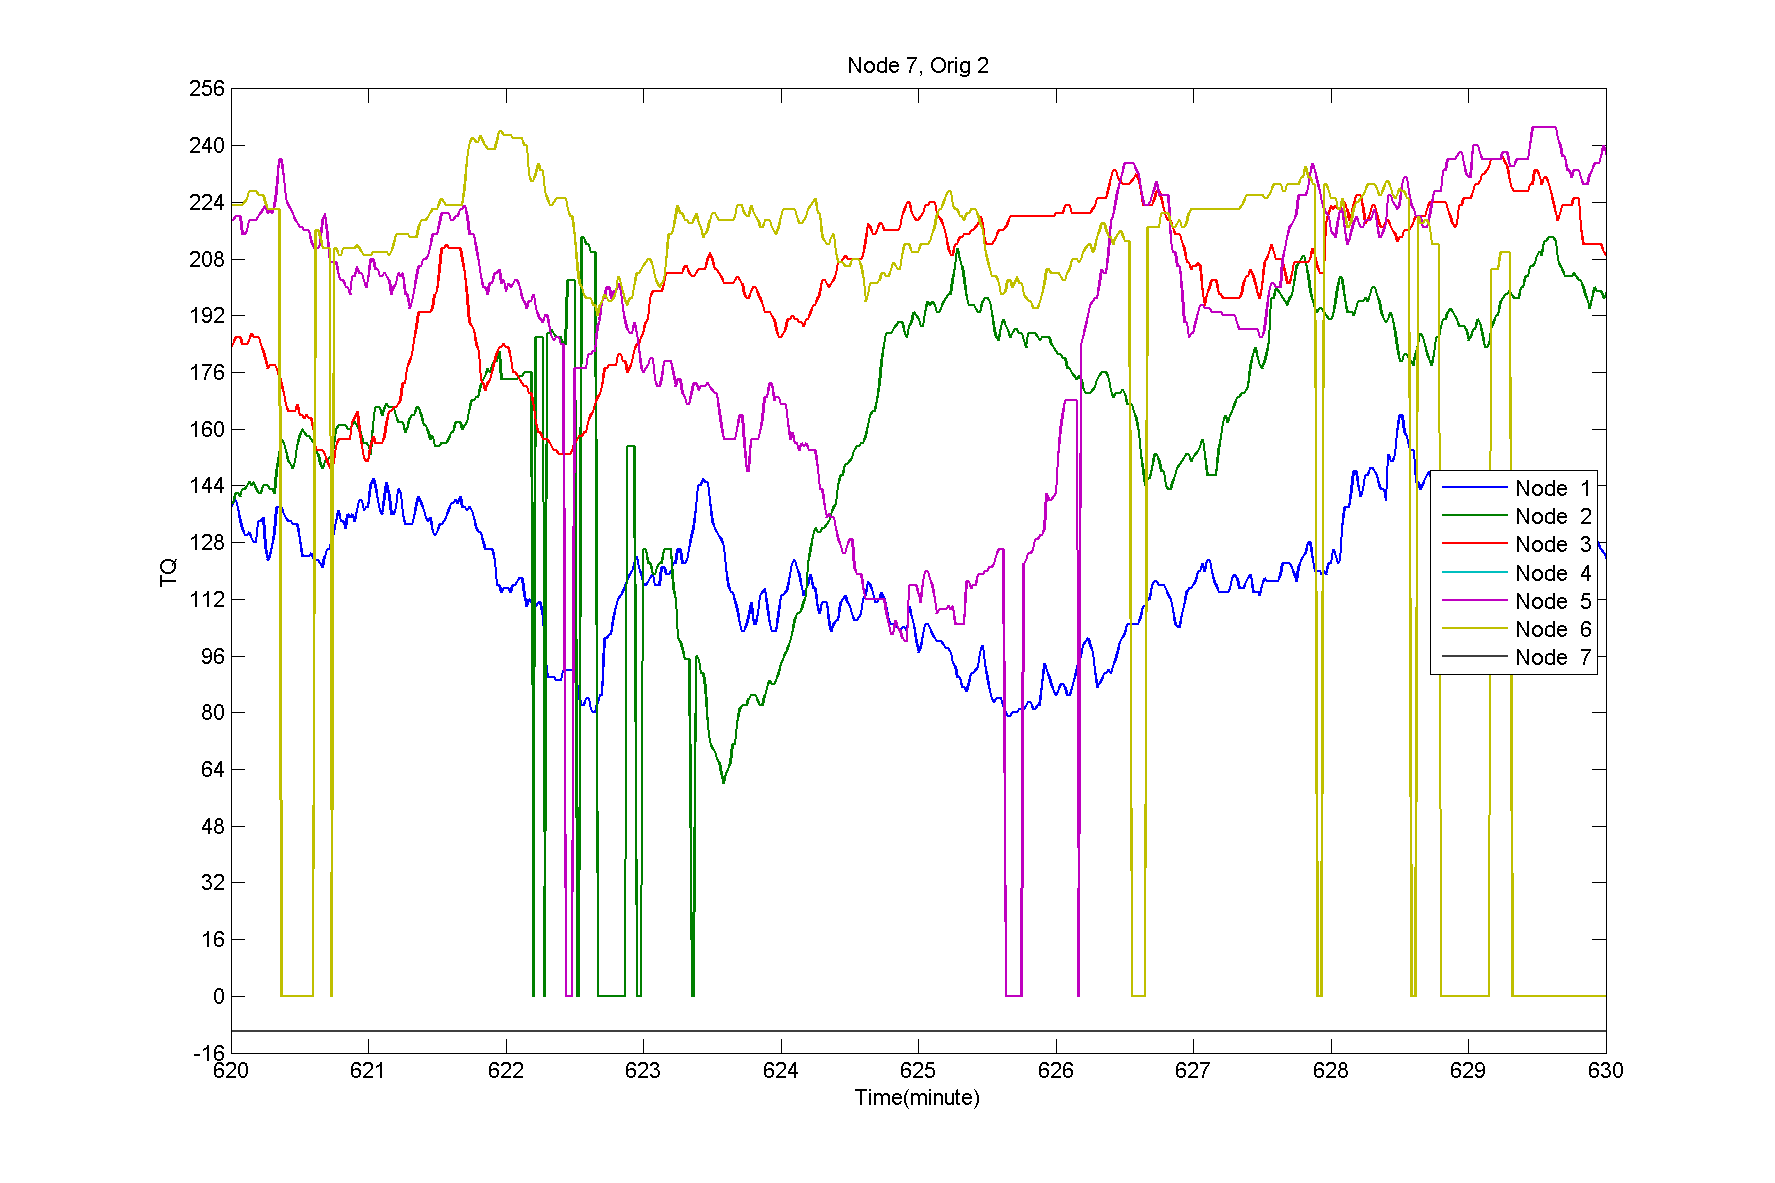 Node 7, Orig 2
256
240
224
208
192
176
160
144
128
112
96
80
64
48
32
16
0
-16
TQ
620 621 622 623 624 625 626 627 628 629 630
Time(minute)
Node 1
Node 2
Node 3
Node 4
Node 5
Node 6
Node 7